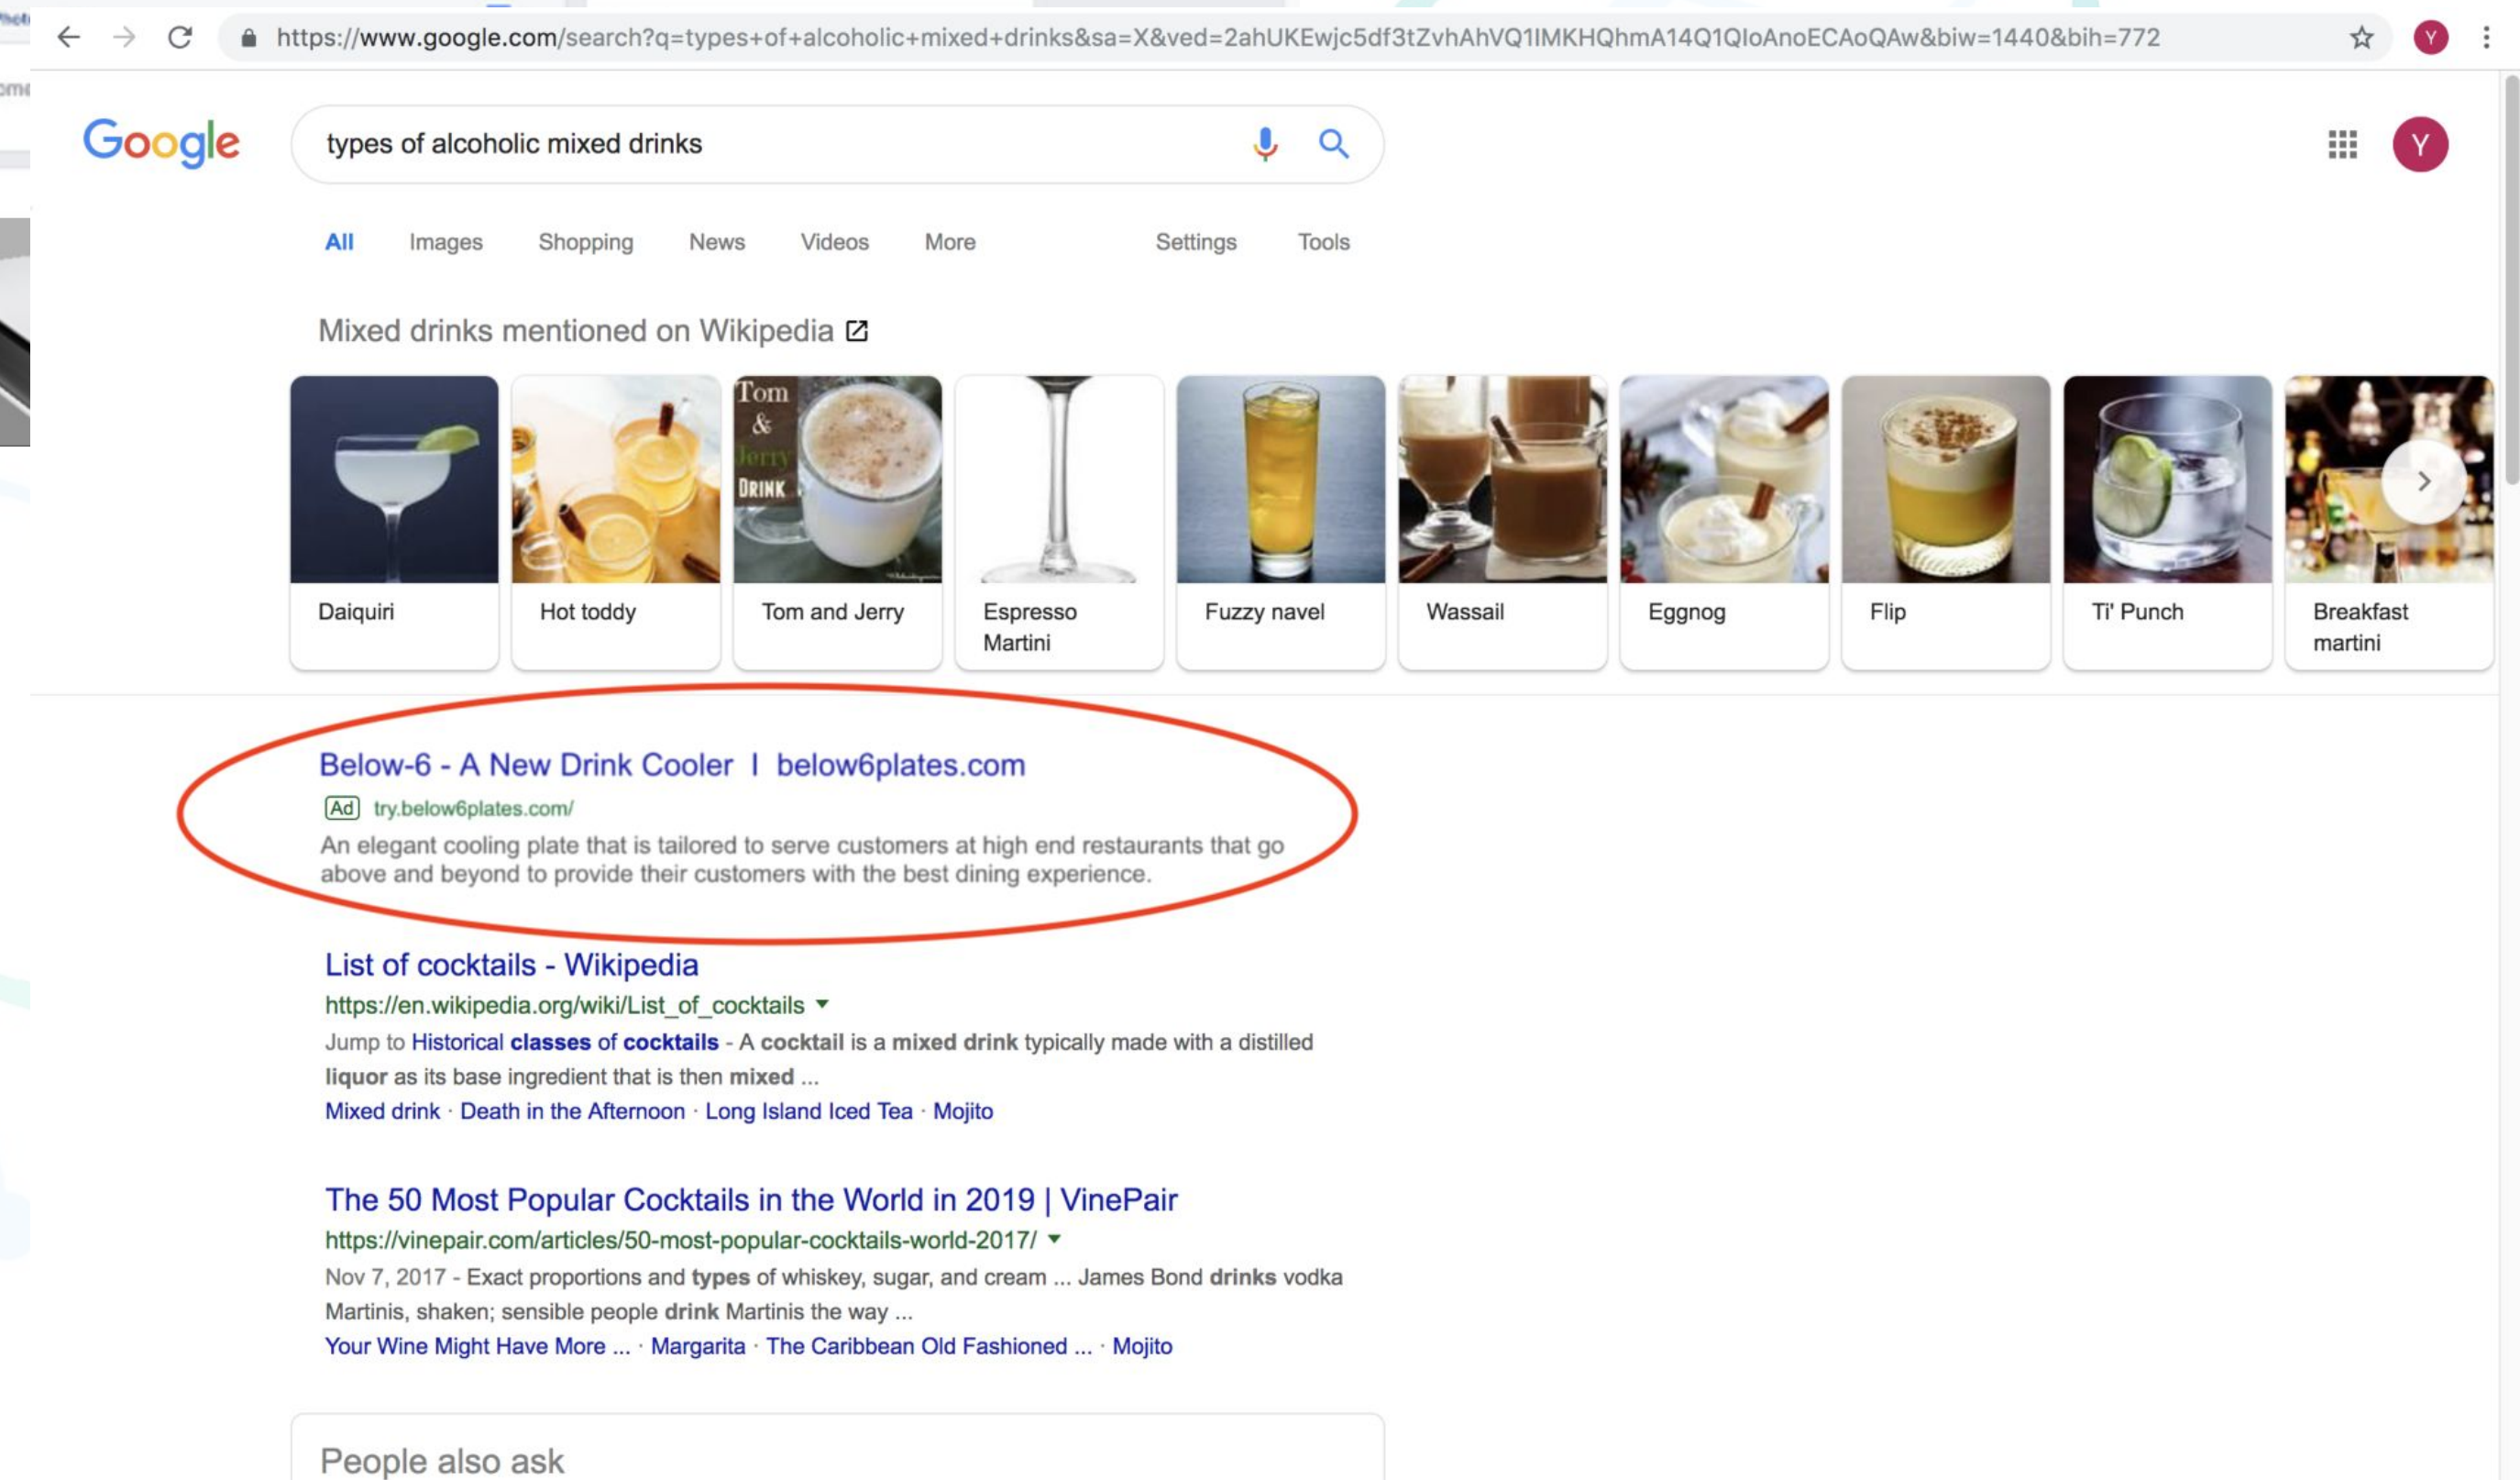 https://www.google.com/search?q=types+of+alcoholic+mixed+drinks&sa=X&ved=2ahUKEwjc5df3tZvhAhVQ1IMKHQhmA14Q1QIoAnoECAoQAw&biw=1440&bih=772
Y
Google
types of alcoholic mixed drinks
Y
All Images Shopping News Videos More Settings Tools
Mixed drinks mentioned on Wikipedia
Tom
&
Jerry
DRINK
Daiquiri
Hot toddy
Tom and Jerry
Espresso
Martini
Fuzzy navel
Wassail
Eggnog
Flip
Ti' Punch
Breakfast
martini
Below-6 - A New Drink Cooler I below6plates.com
Ad try.below6plates.com/
An elegant cooling plate that is tailored to serve customers at high end restaurants that go
above and beyond to provide their customers with the best dining experience.
List of cocktails - Wikipedia
https://en.wikipedia.org/wiki/List_of_cocktails
Jump to Historical classes of cocktails - A cocktail is a mixed drink typically made with a distilled
liquor as its base ingredient that is then mixed ...
Mixed drink · Death in the Afternoon · Long Island Iced Tea · Mojito
The 50 Most Popular Cocktails in the World in 2019 | VinePair
https://vinepair.com/articles/50-most-popular-cocktails-world-2017/
Nov 7, 2017 - Exact proportions and types of whiskey, sugar, and cream ... James Bond drinks vodka
Martinis, shaken; sensible people drink Martinis the way ...
Your Wine Might Have More ... · Margarita · The Caribbean Old Fashioned ... · Mojito
People also ask